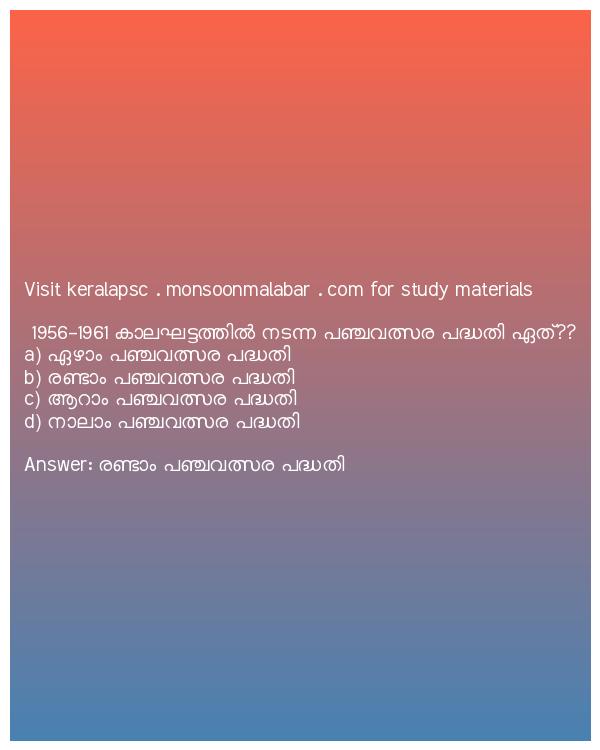 Visit keralapsc . monsoonmalabar . com for study materials
1956-1961 കാലഘട്ടത്തിൽ നടന്ന പഞ്ചവത്സര പദ്ധതി ഏത്??
a) ഏഴാം പഞ്ചവത്സര പദ്ധതി
b) രണ്ടാം പഞ്ചവത്സര പദ്ധതി
c) ആറാം പഞ്ചവത്സര പദ്ധതി
d) നാലാം പഞ്ചവത്സര പദ്ധതി
Answer: രണ്ടാം പഞ്ചവത്സര പദ്ധതി